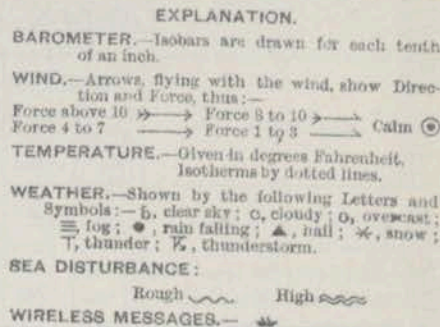 EXPLANATION.
BAROMETER.—Isobars are drawn for each tenth
of an inch.
WIND.—Arrows, flying with the wind, show Direc-
tion and Force, thus:—
Force above 10 Force 8 to 10 Calm
Force 4 to 7 Force 1 to 3
TEMPERATURE.—Given in degrees Fahrenheit.
Isotherms by dotted lines.
WEATHER.—Shown by the following Letters and
Symbols:—b, clear sky; c, cloudy; o, overcast;
☰, fog; ●, rain falling; ▲, hail; ⚹, snow;
T, thunder; , thunderstorm.
SEA DISTURBANCE:
Rough High
WIRELESS MESSAGES.—